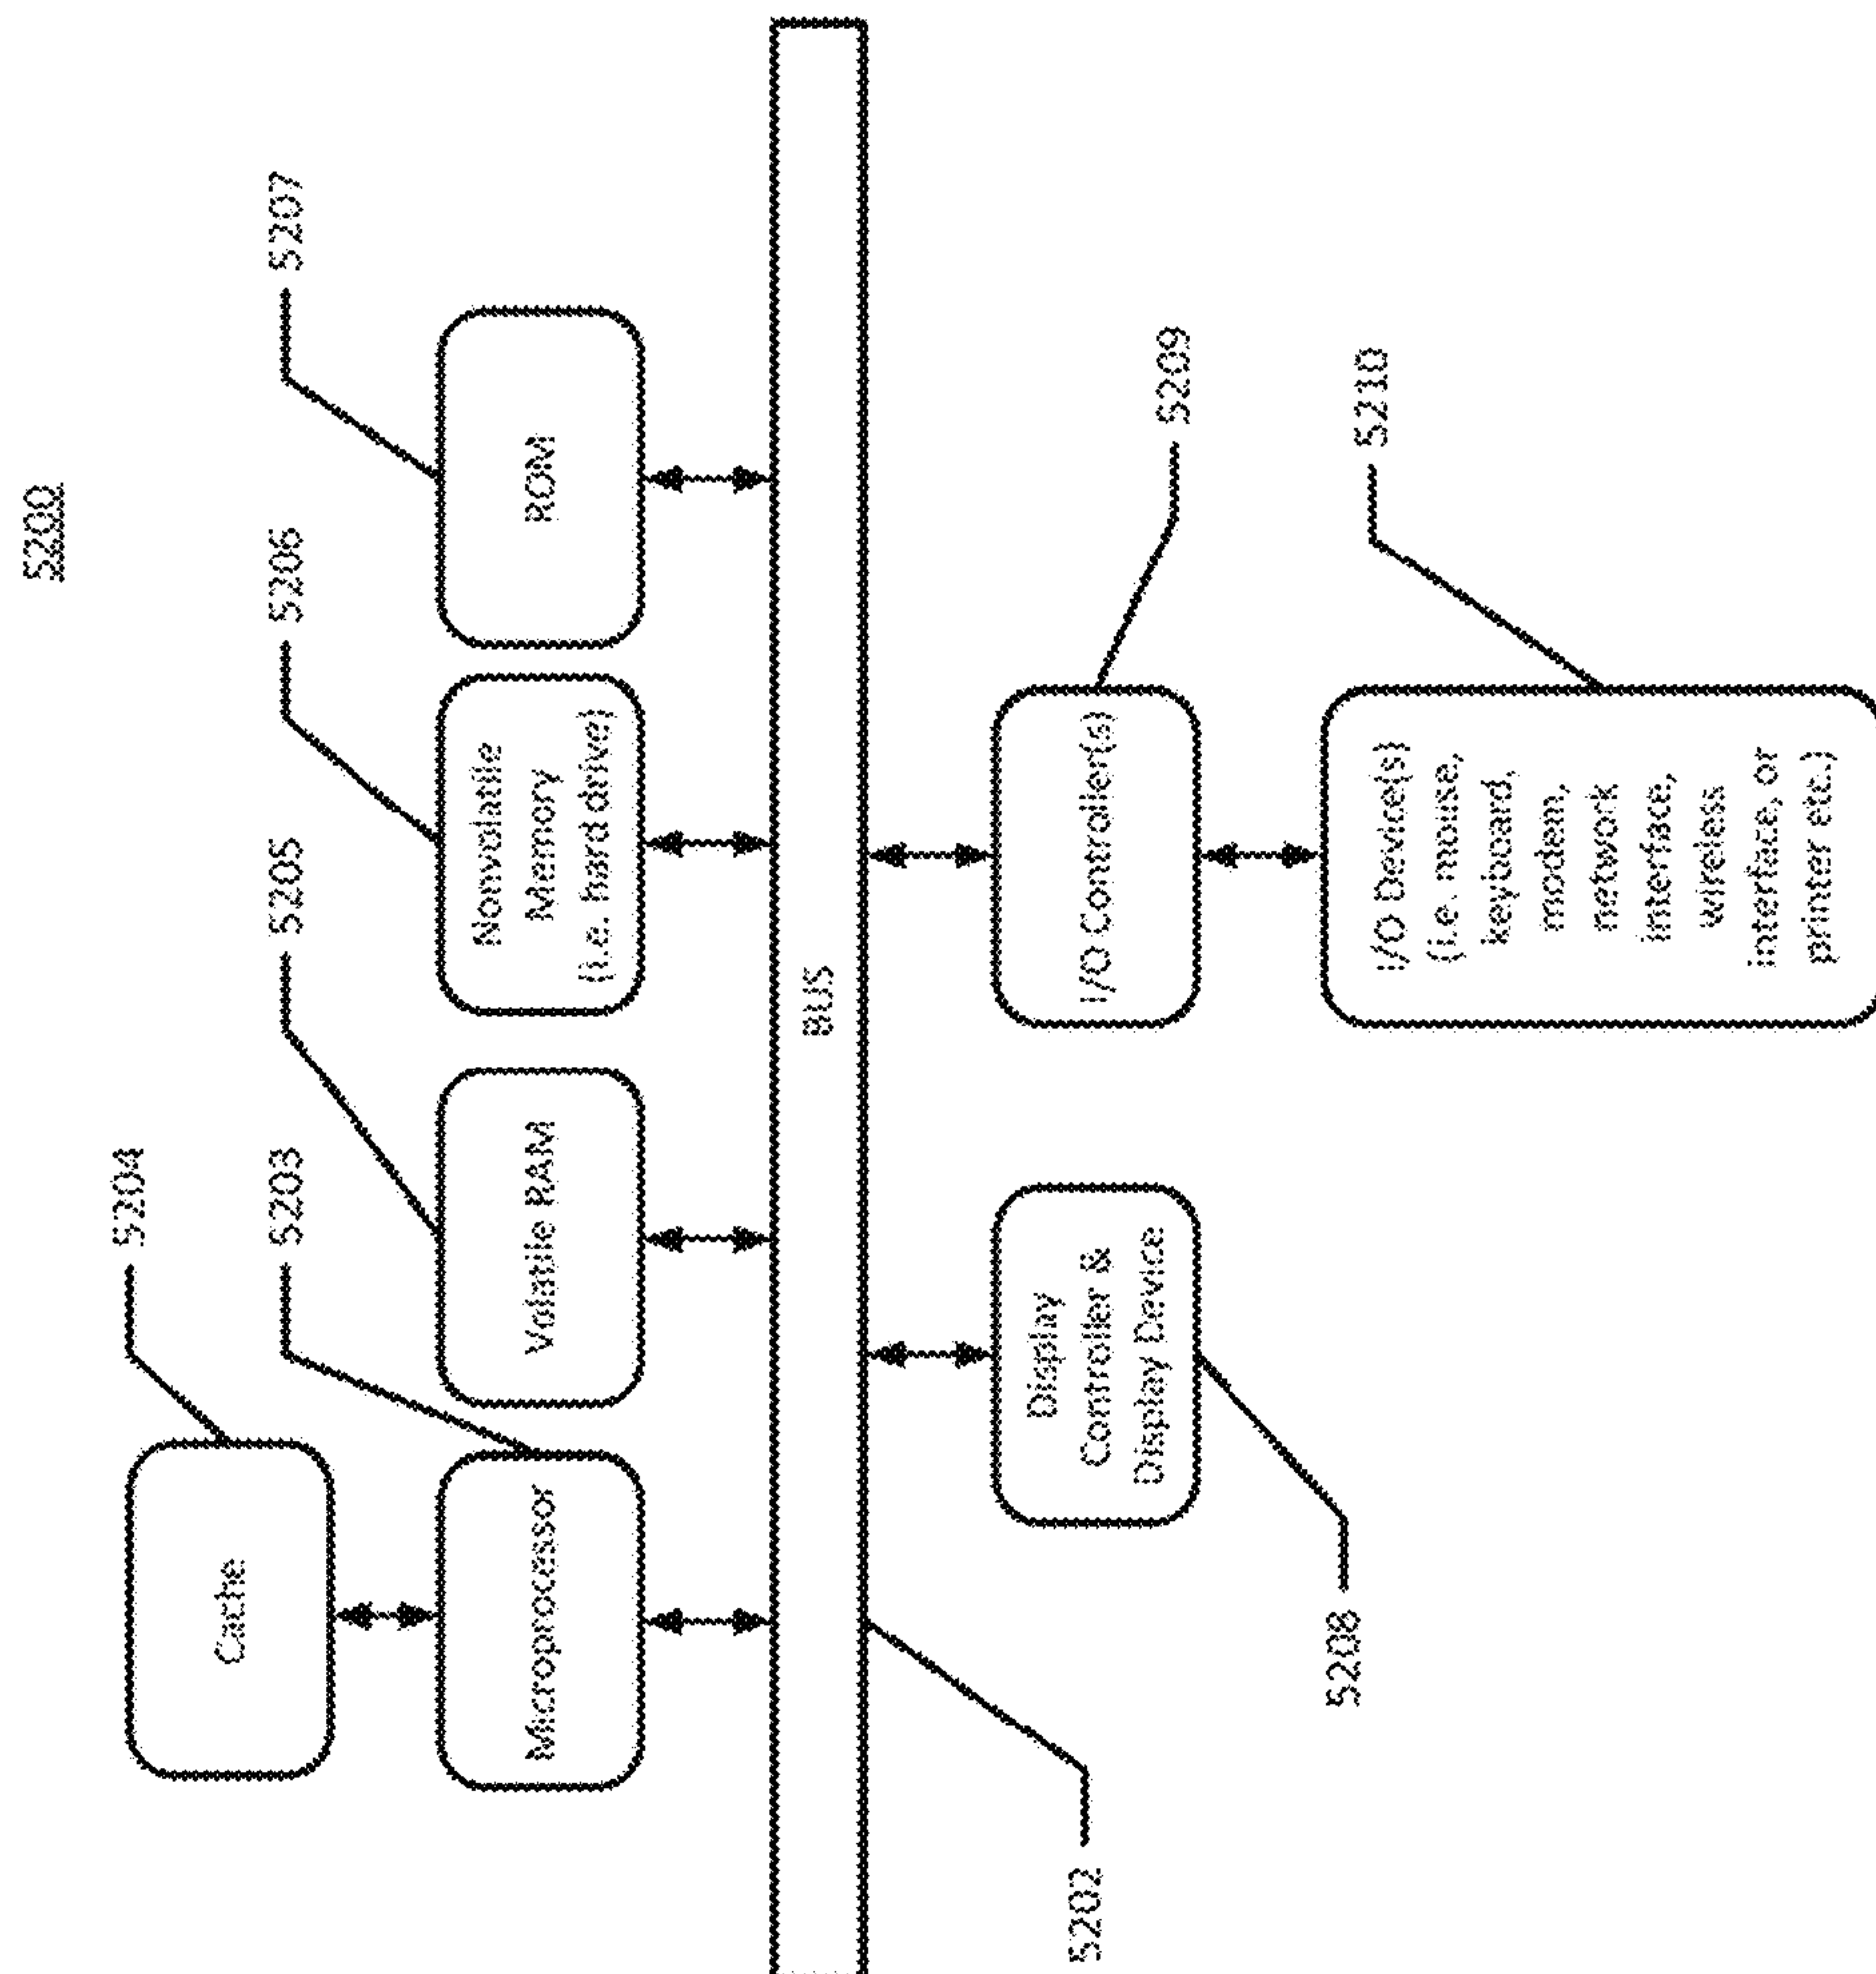 5200
5204
Cache
5203
5205
5206
5207
Microprocessor
Volatile RAM
Nonvolatile
Memory
(i.e. hard drive)
ROM
BUS
5202
Display
Controller &
Display Device
5208
I/O Controller(s)
5209
I/O Device(s)
(i.e. mouse,
keyboard,
modem,
network
interface,
wireless
interface, or
printer etc.)
5210